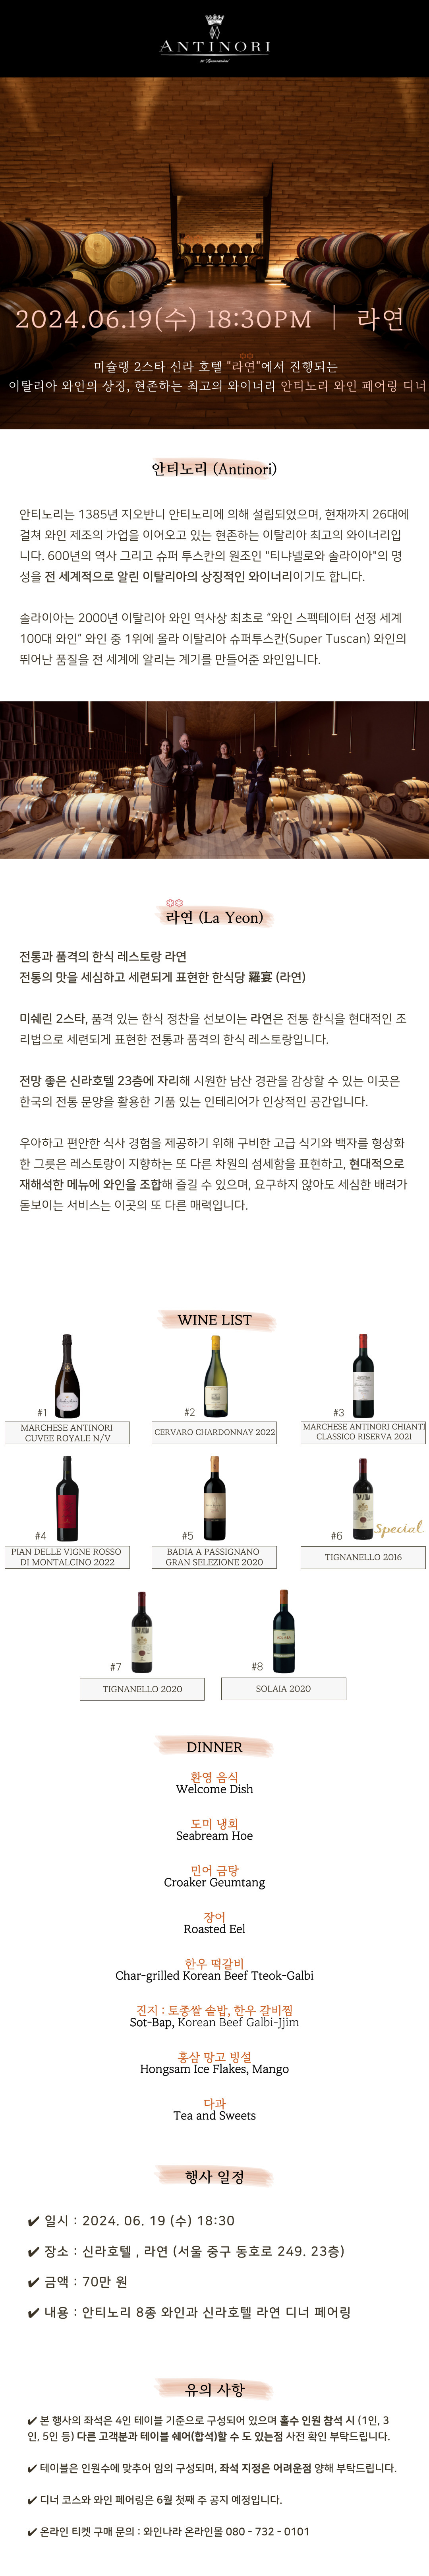 ANTINORI
2024.06.19(수) 18:30PM | 라연
미슐랭 2스타 신라 호텔 "라연"에서 진행되는
이탈리아 와인의 상징, 현존하는 최고의 와이너리 안티노리 와인 페어링 디너
안티노리 (Antinori)
안티노리는 1385년 지오반니 안티노리에 의해 설립되었으며, 현재까지 26대에
걸쳐 와인 제조의 가업을 이어오고 있는 현존하는 이탈리아 최고의 와이너리입
니다. 600년의 역사 그리고 슈퍼 투스칸의 원조인 "티냐넬로와 솔라이아"의 명
성을 전 세계적으로 알린 이탈리아의 상징적인 와이너리이기도 합니다.
솔라이아는 2000년 이탈리아 와인 역사상 최초로 “와인 스펙테이터 선정 세계
100대 와인” 와인 중 1위에 올라 이탈리아 슈퍼투스칸(Super Tuscan) 와인의
뛰어난 품질을 전 세계에 알리는 계기를 만들어준 와인입니다.
라연 (La Yeon)
전통과 품격의 한식 레스토랑 라연
전통의 맛을 세심하고 세련되게 표현한 한식당 羅宴 (라연)
미쉐린 2스타, 품격 있는 한식 정찬을 선보이는 라연은 전통 한식을 현대적인 조
리법으로 세련되게 표현한 전통과 품격의 한식 레스토랑입니다.
전망 좋은 신라호텔 23층에 자리해 시원한 남산 경관을 감상할 수 있는 이곳은
한국의 전통 문양을 활용한 기품 있는 인테리어가 인상적인 공간입니다.
우아하고 편안한 식사 경험을 제공하기 위해 구비한 고급 식기와 백자를 형상화
한 그릇은 레스토랑이 지향하는 또 다른 차원의 섬세함을 표현하고, 현대적으로
재해석한 메뉴에 와인을 조합해 즐길 수 있으며, 요구하지 않아도 세심한 배려가
돋보이는 서비스는 이곳의 또 다른 매력입니다.
WINE LIST
#1
MARCHESE ANTINORI
CUVEE ROYALE N/V
#2
CERVARO CHARDONNAY 2022
#3
MARCHESE ANTINORI CHIANTI
CLASSICO RISERVA 2021
#4
PIAN DELLE VIGNE ROSSO
DI MONTALCINO 2022
#5
BADIA A PASSIGNANO
GRAN SELEZIONE 2020
#6
Special
TIGNANELLO 2016
#7
TIGNANELLO 2020
#8
SOLAIA 2020
DINNER
환영 음식
Welcome Dish
도미 냉회
Seabream Hoe
민어 금탕
Croaker Geumtang
장어
Roasted Eel
한우 떡갈비
Char-grilled Korean Beef Tteok-Galbi
진지 : 토종쌀 솥밥, 한우 갈비찜
Sot-Bap, Korean Beef Galbi-Jjim
홍삼 망고 빙설
Hongsam Ice Flakes, Mango
다과
Tea and Sweets
행사 일정
✔ 일시 : 2024. 06. 19 (수) 18:30
✔ 장소 : 신라호텔 , 라연 (서울 중구 동호로 249. 23층)
✔ 금액 : 70만 원
✔ 내용 : 안티노리 8종 와인과 신라호텔 라연 디너 페어링
유의 사항
✔ 본 행사의 좌석은 4인 테이블 기준으로 구성되어 있으며 홀수 인원 참석 시 (1인, 3
인, 5인 등) 다른 고객분과 테이블 쉐어(합석)할 수 도 있는점 사전 확인 부탁드립니다.
✔ 테이블은 인원수에 맞추어 임의 구성되며, 좌석 지정은 어려운점 양해 부탁드립니다.
✔ 디너 코스와 와인 페어링은 6월 첫째 주 공지 예정입니다.
✔ 온라인 티켓 구매 문의 : 와인나라 온라인몰 080 - 732 - 0101